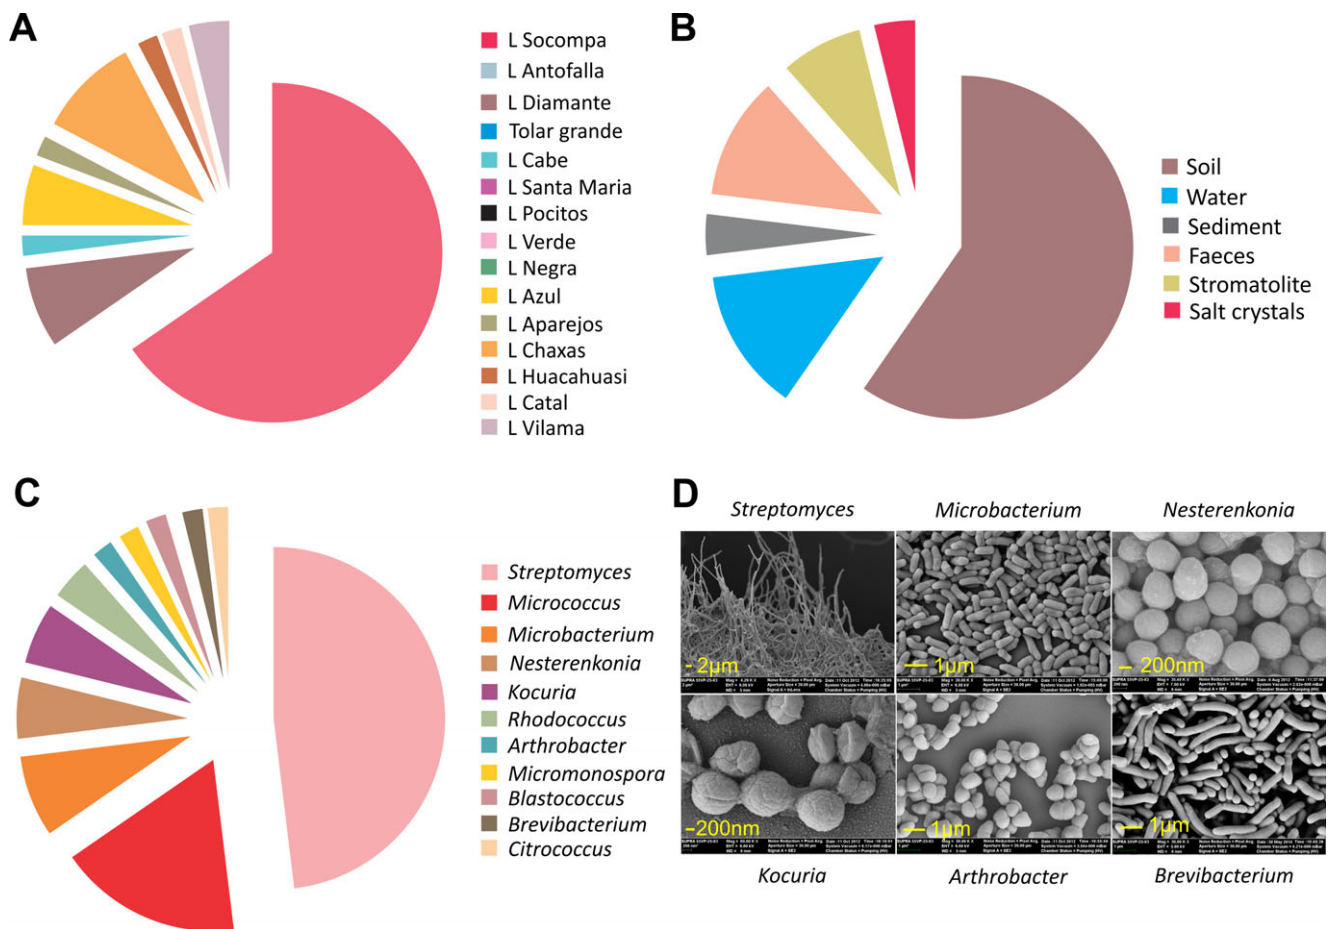 A
L Socompa
L Antofalla
L Diamante
Tolar grande
L Cabe
L Santa Maria
L Pocitos
L Verde
L Negra
L Azul
L Aparejos
L Chaxas
L Huacahuasi
L Catal
L Vilama
B
Soil
Water
Sediment
Faeces
Stromatolite
Salt crystals
C
Streptomyces
Micrococcus
Microbacterium
Nesterenkonia
Kocuria
Rhodococcus
Arthrobacter
Micromonospora
Blastococcus
Brevibacterium
Citrococcus
D
Streptomyces Microbacterium Nesterenkonia
2µm 1µm 200nm
200nm 1µm 1µm
Kocuria Arthrobacter Brevibacterium